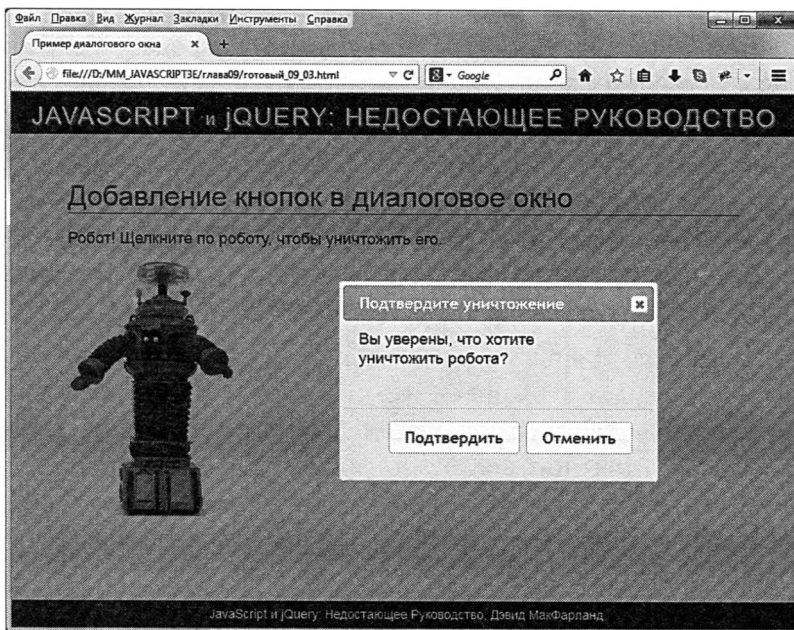 Файл Правка Вид Журнал Закладки Инструменты Справка
Пример диалогового окна × +
file:///D:/MM_JAVASCRIPT3E/глава09/готовый_09_03.html
Google
JAVASCRIPT и jQUERY: НЕДОСТАЮЩЕЕ РУКОВОДСТВО
Добавление кнопок в диалоговое окно
Робот! Щелкните по роботу, чтобы уничтожить его.
Подтвердите уничтожение
Вы уверены, что хотите
уничтожить робота?
Подтвердить Отменить
JavaScript и jQuery: Недостающее Руководство, Дэвид МакФарланд